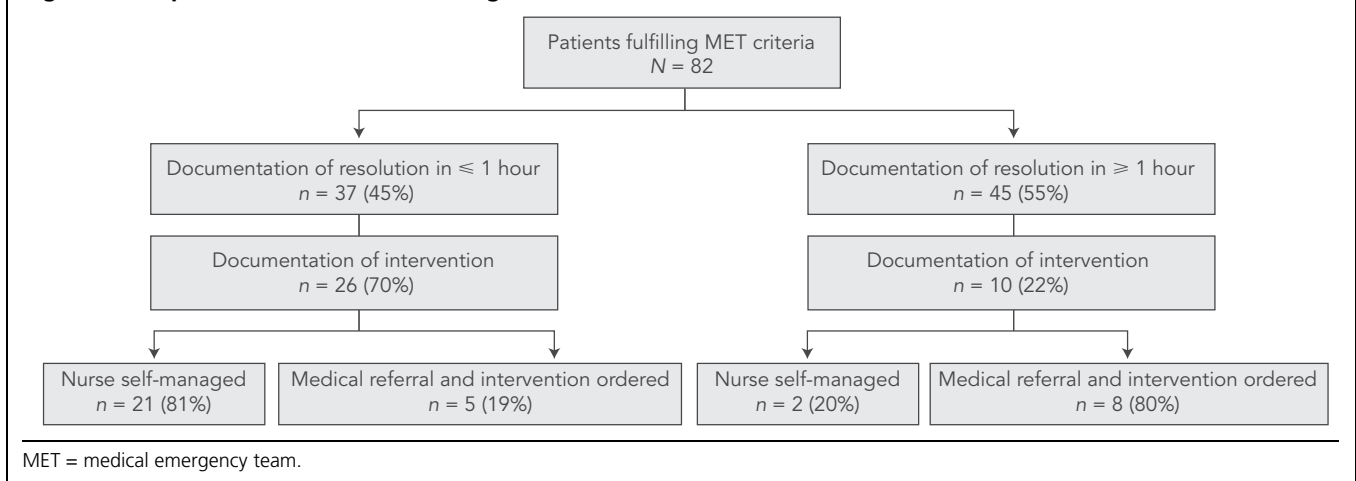 Patients fulfilling MET criteria
N = 82
Documentation of resolution in ⩽ 1 hour
n = 37 (45%)
Documentation of resolution in ⩾ 1 hour
n = 45 (55%)
Documentation of intervention
n = 26 (70%)
Documentation of intervention
n = 10 (22%)
Nurse self-managed
n = 21 (81%)
Medical referral and intervention ordered
n = 5 (19%)
Nurse self-managed
n = 2 (20%)
Medical referral and intervention ordered
n = 8 (80%)
MET = medical emergency team.